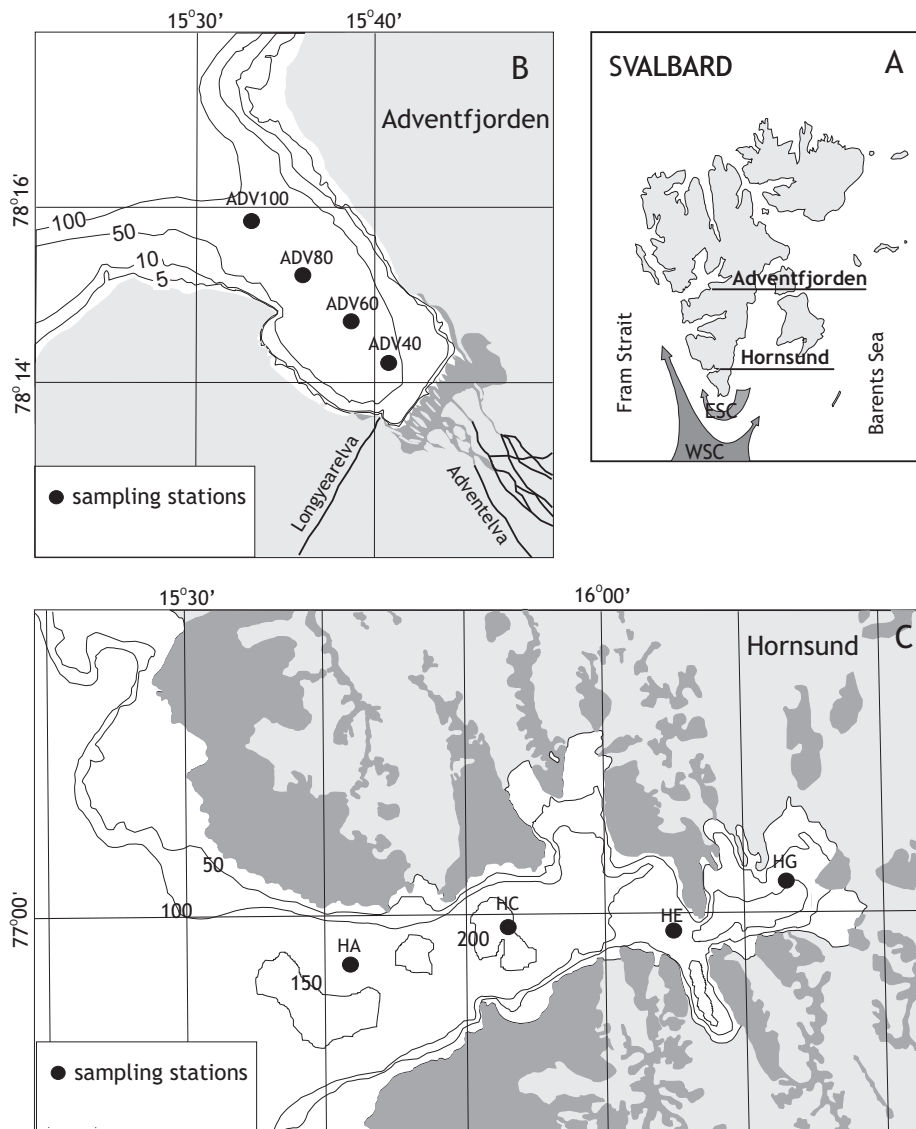 15°30'
15°40'
B
Adventfjorden
78°16'
ADV100
100
50
ADV80
10
5
ADV60
ADV40
78°14'
sampling stations
Longyearelva
Adventelva
SVALBARD
A
Adventfjorden
Hornsund
Fram Strait
Barents Sea
ESC
WSC
15°30'
16°00'
Hornsund
C
50
HG
100
HC
77°00'
200
HE
HA
150
sampling stations